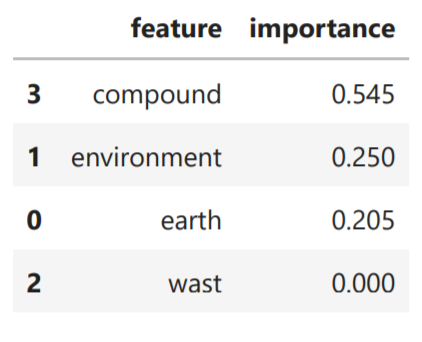 feature importance
3 compound 0.545
1 environment 0.250
0 earth 0.205
2 wast 0.000